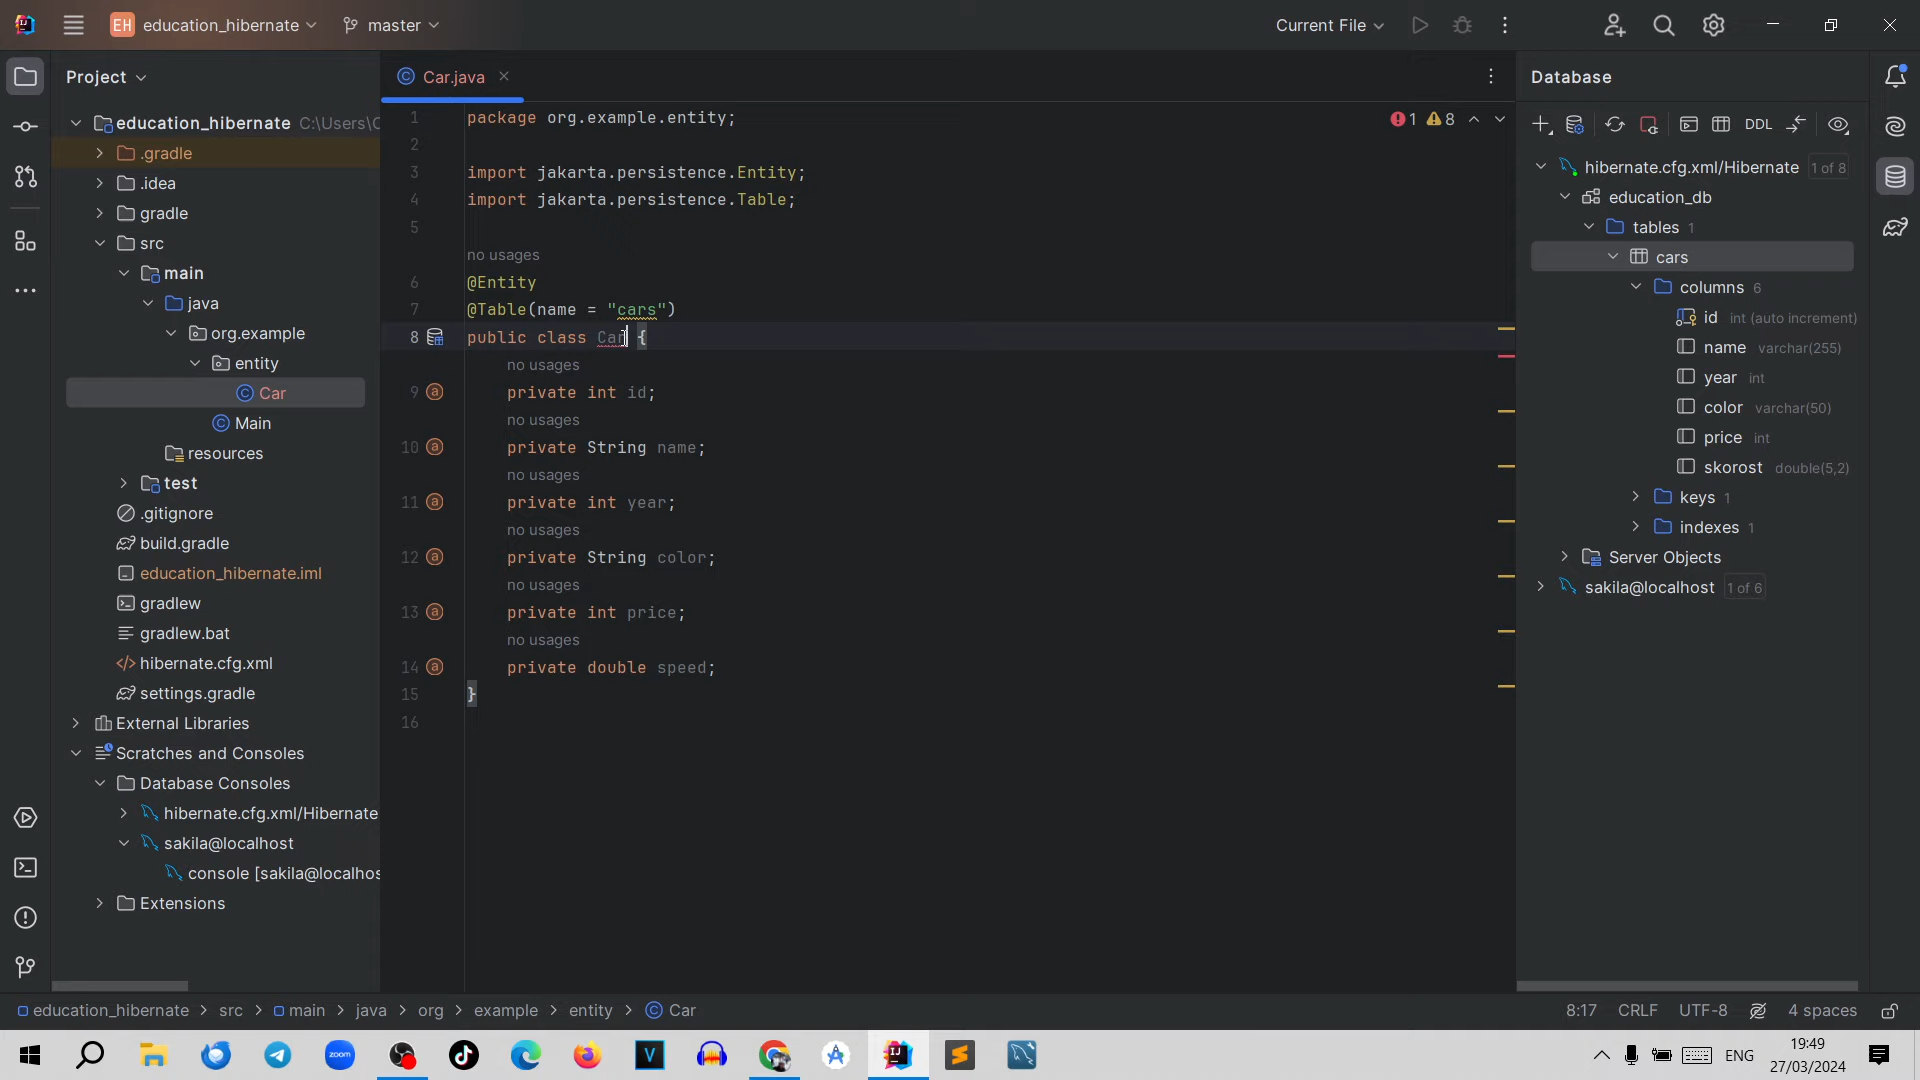 EH education_hibernate master Current File
Project
Car.java
Database
education_hibernate C:\Users\C
.gradle
.idea
gradle
src
main
java
org.example
entity
Car
Main
resources
test
.gitignore
build.gradle
education_hibernate.iml
gradlew
gradlew.bat
hibernate.cfg.xml
settings.gradle
External Libraries
Scratches and Consoles
Database Consoles
hibernate.cfg.xml/Hibernate
sakila@localhost
console [sakila@localhos
Extensions
1 8
1 package org.example.entity;
2
3 import jakarta.persistence.Entity;
4 import jakarta.persistence.Table;
5
no usages
6 @Entity
7 @Table(name = "cars")
8 public class Car {
no usages
9 private int id;
no usages
10 private String name;
no usages
11 private int year;
no usages
12 private String color;
no usages
13 private int price;
no usages
14 private double speed;
15 }
16
DDL
hibernate.cfg.xml/Hibernate 1 of 8
education_db
tables 1
cars
columns 6
id int (auto increment)
name varchar(255)
year int
color varchar(50)
price int
skorost double(5,2)
keys 1
indexes 1
Server Objects
sakila@localhost 1 of 6
education_hibernate > src > main > java > org > example > entity > Car
8:17 CRLF UTF-8 4 spaces
zoom
ENG
19:49
27/03/2024